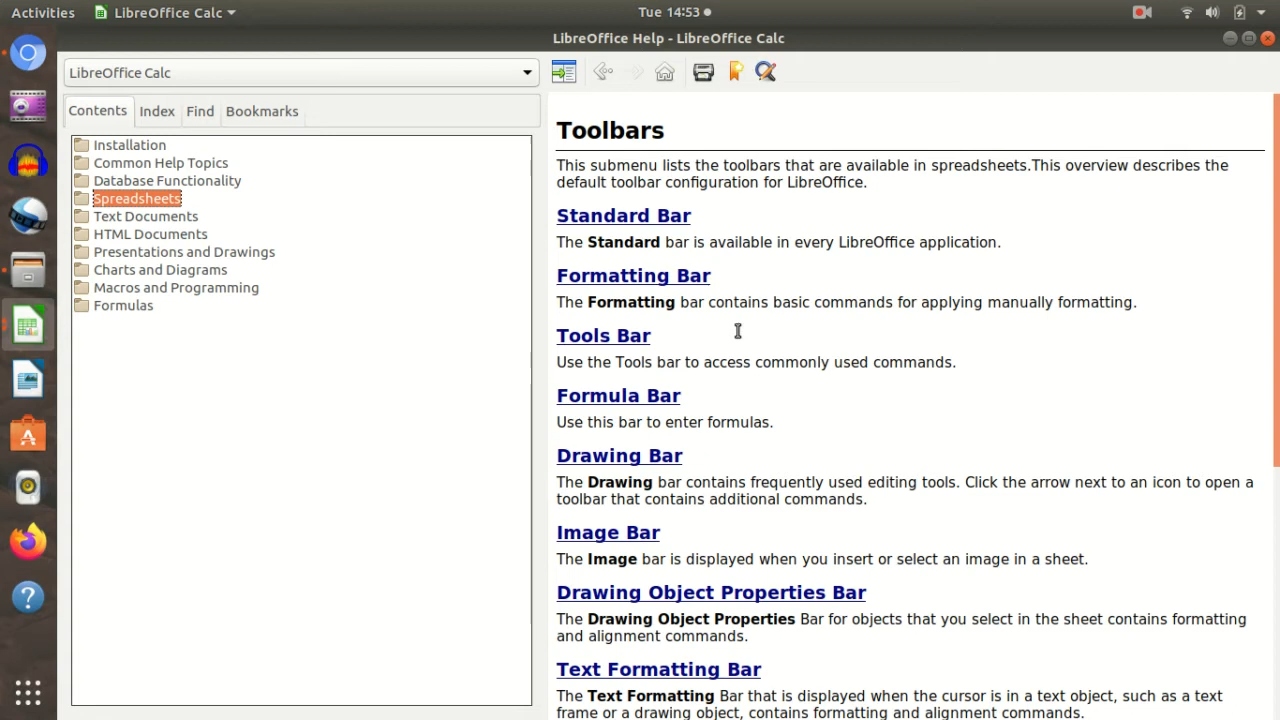 Activities LibreOffice Calc Tue 14:53
LibreOffice Help - LibreOffice Calc
LibreOffice Calc
Contents Index Find Bookmarks
Installation
Common Help Topics
Database Functionality
Spreadsheets
Text Documents
HTML Documents
Presentations and Drawings
Charts and Diagrams
Macros and Programming
Formulas
Toolbars
This submenu lists the toolbars that are available in spreadsheets.This overview describes the
default toolbar configuration for LibreOffice.
Standard Bar
The Standard bar is available in every LibreOffice application.
Formatting Bar
The Formatting bar contains basic commands for applying manually formatting.
Tools Bar
Use the Tools bar to access commonly used commands.
Formula Bar
Use this bar to enter formulas.
Drawing Bar
The Drawing bar contains frequently used editing tools. Click the arrow next to an icon to open a
toolbar that contains additional commands.
Image Bar
The Image bar is displayed when you insert or select an image in a sheet.
Drawing Object Properties Bar
The Drawing Object Properties Bar for objects that you select in the sheet contains formatting
and alignment commands.
Text Formatting Bar
The Text Formatting Bar that is displayed when the cursor is in a text object, such as a text
frame or a drawing object, contains formatting and alignment commands.